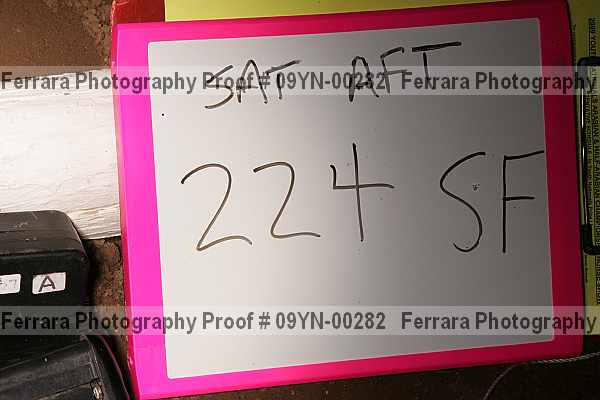 SAT AFT
Ferrara Photography Proof # 09YN-00282 Ferrara Photography
224 SF
A
Ferrara Photography Proof # 09YN-00282 Ferrara Photography